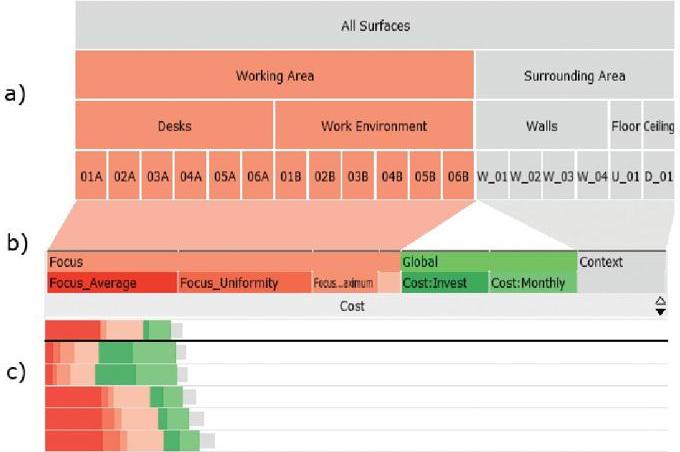 All Surfaces
a)
Working Area Surrounding Area
Desks Work Environment Walls Floor Ceiling
01A 02A 03A 04A 05A 06A 01B 02B 03B 04B 05B 06B W_01 W_02 W_03 W_04 U_01 D_01
b)
Focus Global Context
Focus_Average Focus_Uniformity Focus...aximum Cost:Invest Cost:Monthly
Cost
c)